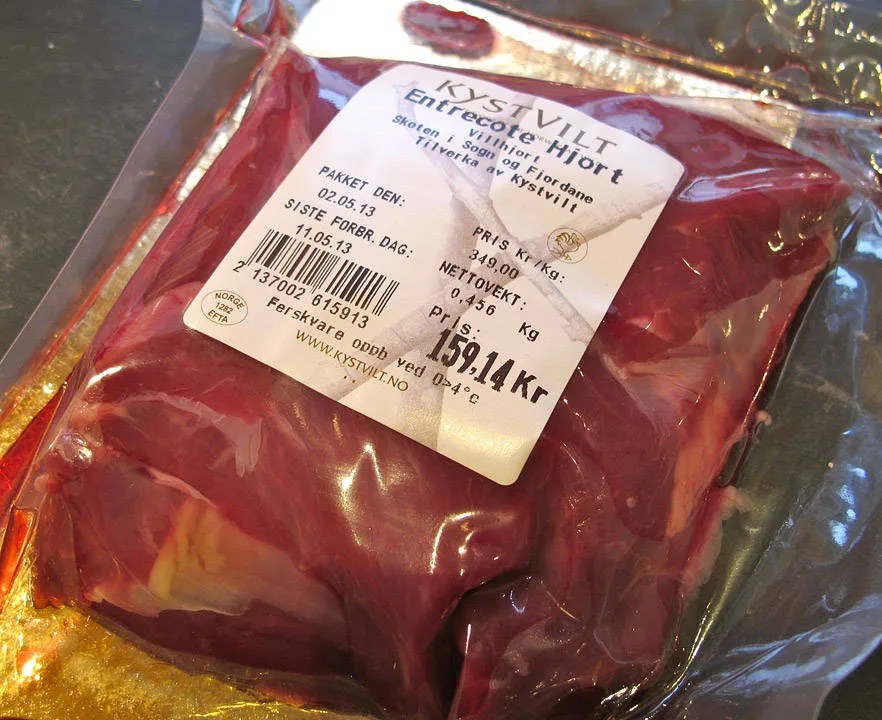 KYSTVILT
Entrecote Hjort
Villhjort
Skoten i Sogn og Fjordane
Tilverka av Kystvilt
PAKKET DEN:
02.05.13
SISTE FORBR. DAG:
11.05.13
2 137002 615913
NORGE
1282
EFTA
PRIS Kr/Kg:
349,00
NETTOVEKT:
0,456 Kg
Pris:
159,14 Kr
Ferskvare oppb ved 0>4°C
WWW.KYSTVILT.NO